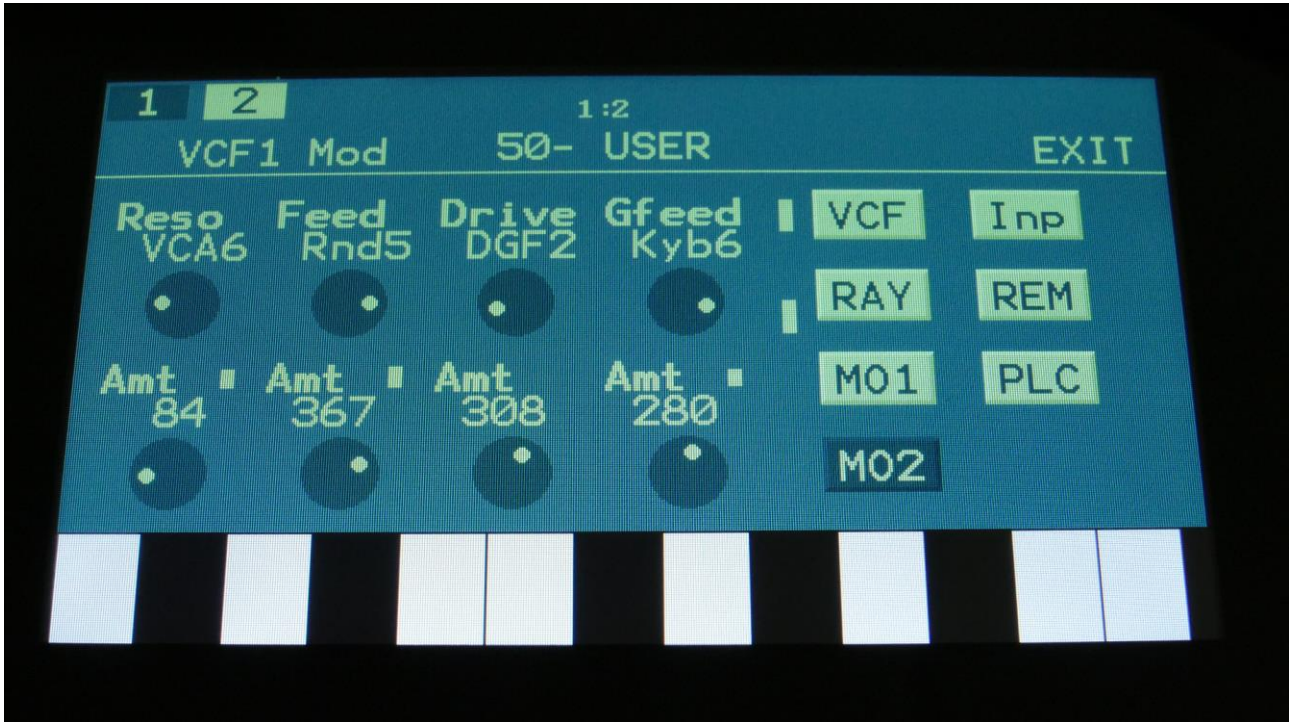 1 2 1:2
VCF1 Mod 50- USER EXIT
Reso Feed Drive Gfeed VCF Inp
VCA6 Rnd5 DGF2 Kyb6
RAY REM
Amt Amt Amt Amt MO1 PLC
84 367 308 280
MO2